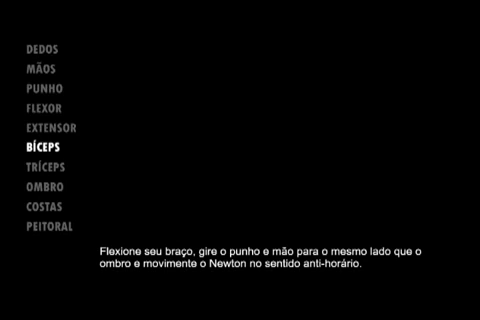 DEDOS
MÃOS
PUNHO
FLEXOR
EXTENSOR
BÍCEPS
TRÍCEPS
OMBRO
COSTAS
PEITORAL
Flexione seu braço, gire o punho e mão para o mesmo lado que o
ombro e movimente o Newton no sentido anti-horário.